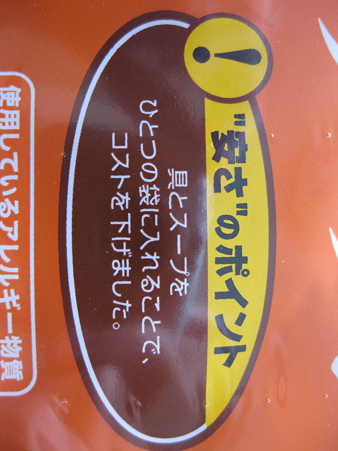 !
"安さ"のポイント
具とスープを
ひとつの袋に入れることで、
コストを下げました。
使用しているアレルギー物質